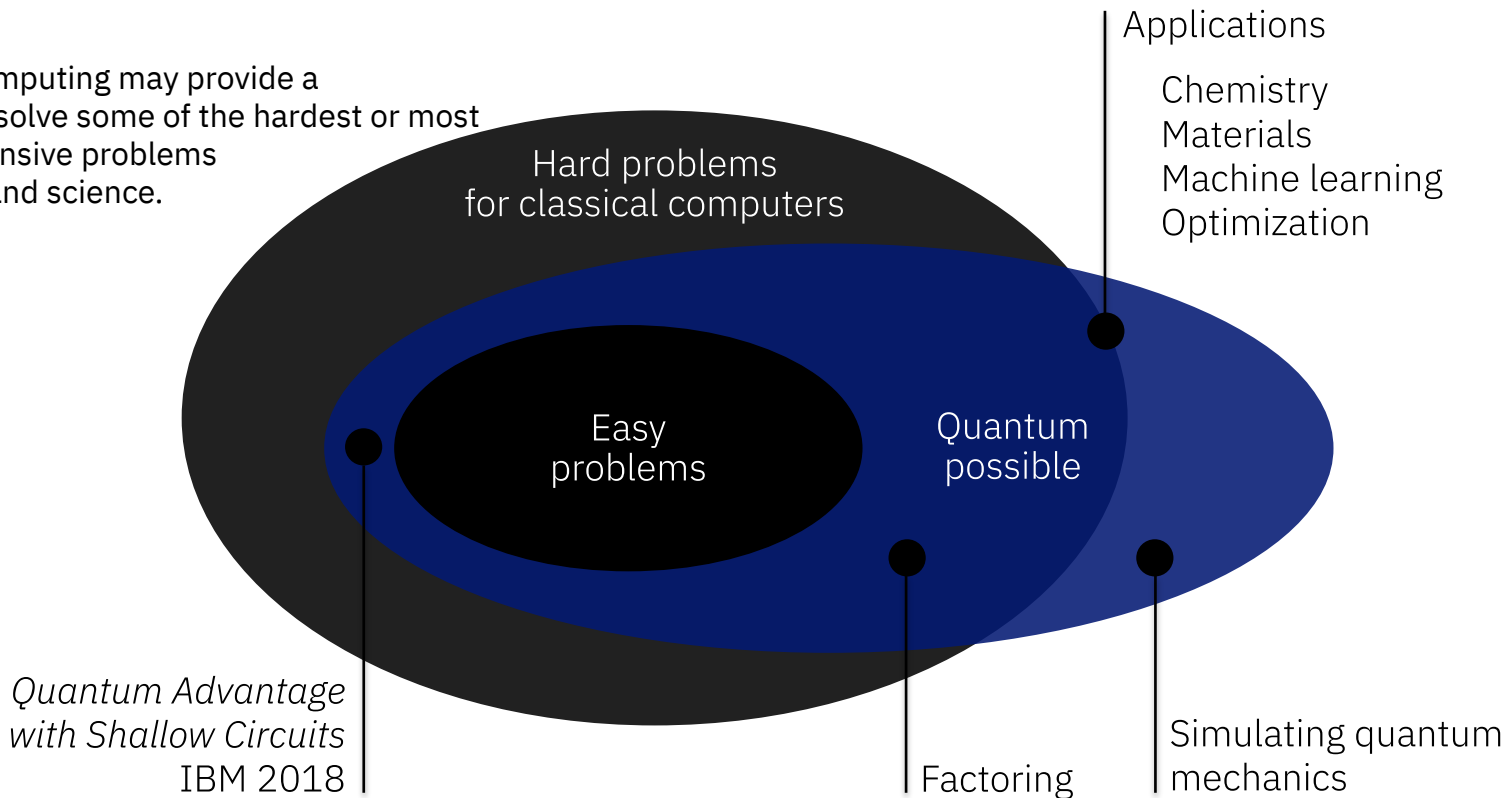 mputing may provide a
solve some of the hardest or most
nsive problems
nd science.
Hard problems
for classical computers
Easy
problems
Quantum
possible
Applications
Chemistry
Materials
Machine learning
Optimization
Quantum Advantage
with Shallow Circuits
IBM 2018
Factoring
Simulating quantum
mechanics